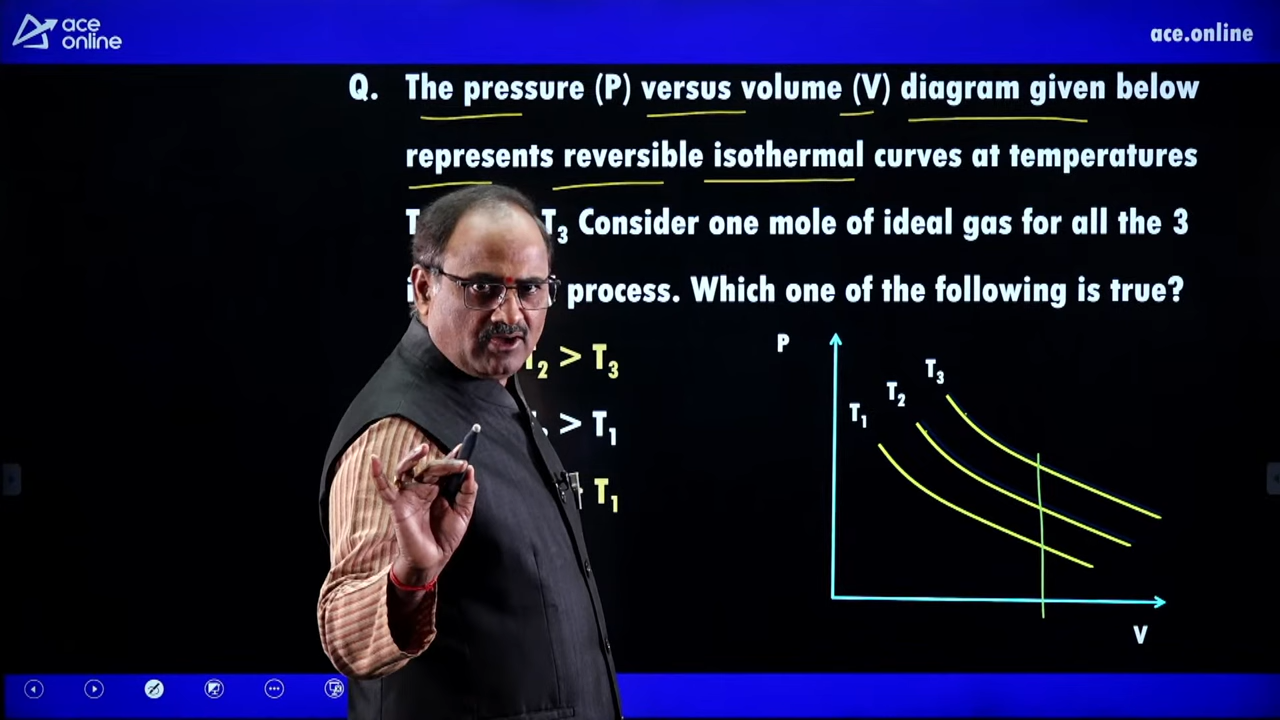 ace
online
ace.online
Q. The pressure (P) versus volume (V) diagram given below
represents reversible isothermal curves at temperatures
T₃ Consider one mole of ideal gas for all the 3
process. Which one of the following is true?
T₂ > T₃
> T₁
T₁
P
T₃
T₂
T₁
V